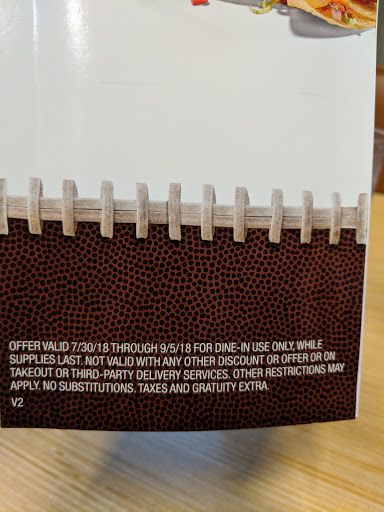 OFFER VALID 7/30/18 THROUGH 9/5/18 FOR DINE-IN USE ONLY, WHILE
SUPPLIES LAST. NOT VALID WITH ANY OTHER DISCOUNT OR OFFER OR ON
TAKEOUT OR THIRD-PARTY DELIVERY SERVICES. OTHER RESTRICTIONS MAY
APPLY. NO SUBSTITUTIONS. TAXES AND GRATUITY EXTRA.
V2